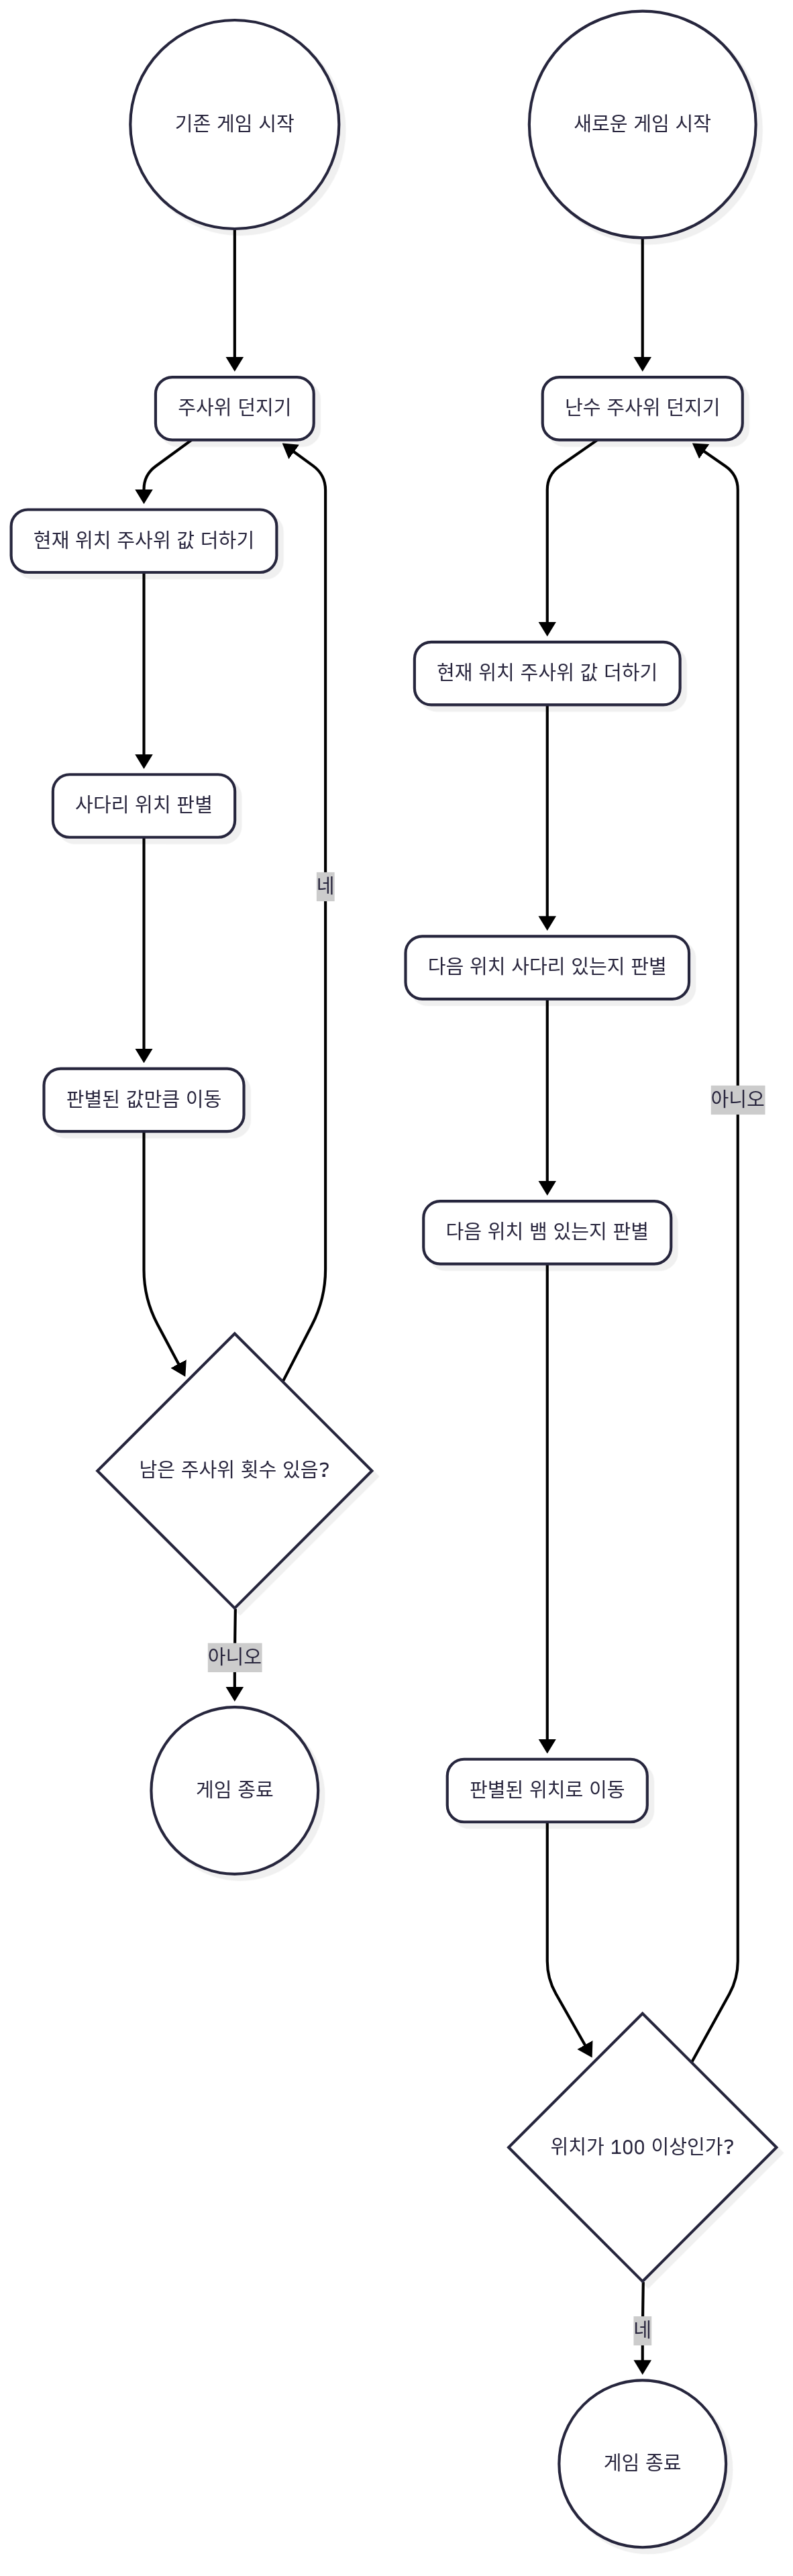 기존 게임 시작
주사위 던지기
현재 위치 주사위 값 더하기
사다리 위치 판별
네
판별된 값만큼 이동
남은 주사위 횟수 있음?
아니오
게임 종료
새로운 게임 시작
난수 주사위 던지기
현재 위치 주사위 값 더하기
다음 위치 사다리 있는지 판별
아니오
다음 위치 뱀 있는지 판별
판별된 위치로 이동
위치가 100 이상인가?
네
게임 종료